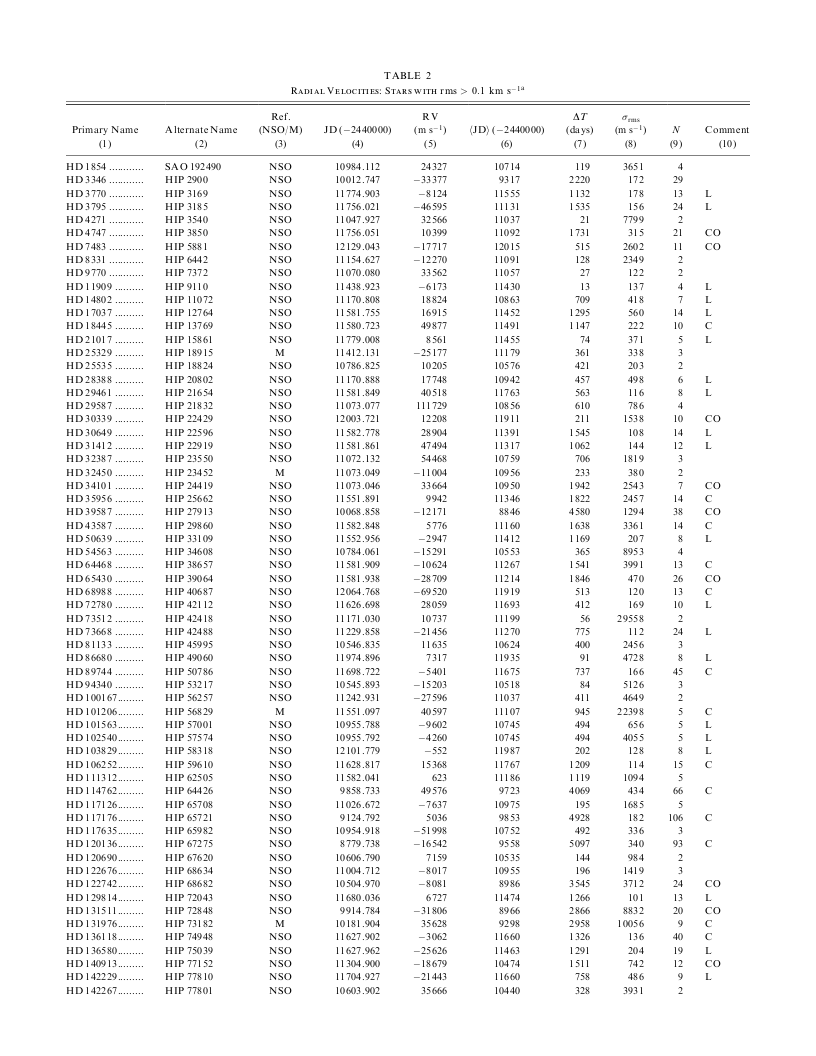 TABLE 2
RADIAL VELOCITIES: STARS WITH rms > 0.1 km s−1a
Ref. RV ΔT σrms
Primary Name Alternate Name (NSO/M) JD (−2440000) (m s−1) ⟨JD⟩ (−2440000) (days) (m s−1) N Comment
(1) (2) (3) (4) (5) (6) (7) (8) (9) (10)
HD 1854 ............ SAO 192490 NSO 10984.112 24327 10714 119 3651 4
HD 3346 ............ HIP 2900 NSO 10012.747 −33377 9317 2220 172 29
HD 3770 ............ HIP 3169 NSO 11774.903 −8124 11555 1132 178 13 L
HD 3795 ............ HIP 3185 NSO 11756.021 −46595 11131 1535 156 24 L
HD 4271 ............ HIP 3540 NSO 11047.927 32566 11037 21 7799 2
HD 4747 ............ HIP 3850 NSO 11756.051 10399 11092 1731 315 21 CO
HD 7483 ............ HIP 5881 NSO 12129.043 −17717 12015 515 2602 11 CO
HD 8331 ............ HIP 6442 NSO 11154.627 −12270 11091 128 2349 2
HD 9770 ............ HIP 7372 NSO 11070.080 33562 11057 27 122 2
HD 11909 .......... HIP 9110 NSO 11438.923 −6173 11430 13 137 4 L
HD 14802 .......... HIP 11072 NSO 11170.808 18824 10863 709 418 7 L
HD 17037 .......... HIP 12764 NSO 11581.755 16915 11452 1295 560 14 L
HD 18445 .......... HIP 13769 NSO 11580.723 49877 11491 1147 222 10 C
HD 21017 .......... HIP 15861 NSO 11779.008 8561 11455 74 371 5 L
HD 25329 .......... HIP 18915 M 11412.131 −25177 11179 361 338 3
HD 25535 .......... HIP 18824 NSO 10786.825 10205 10576 421 203 2
HD 28388 .......... HIP 20802 NSO 11170.888 17748 10942 457 498 6 L
HD 29461 .......... HIP 21654 NSO 11581.849 40518 11763 563 116 8 L
HD 29587 .......... HIP 21832 NSO 11073.077 111729 10856 610 786 4
HD 30339 .......... HIP 22429 NSO 12003.721 12208 11911 211 1538 10 CO
HD 30649 .......... HIP 22596 NSO 11582.778 28904 11391 1545 108 14 L
HD 31412 .......... HIP 22919 NSO 11581.861 47494 11317 1062 144 12 L
HD 32387 .......... HIP 23550 NSO 11072.132 54468 10759 706 1819 3
HD 32450 .......... HIP 23452 M 11073.049 −11004 10956 233 380 2
HD 34101 .......... HIP 24419 NSO 11073.046 33664 10950 1942 2543 7 CO
HD 35956 .......... HIP 25662 NSO 11551.891 9942 11346 1822 2457 14 C
HD 39587 .......... HIP 27913 NSO 10068.858 −12171 8846 4580 1294 38 CO
HD 43587 .......... HIP 29860 NSO 11582.848 5776 11160 1638 3361 14 C
HD 50639 .......... HIP 33109 NSO 11552.956 −2947 11412 1169 207 8 L
HD 54563 .......... HIP 34608 NSO 10784.061 −15291 10553 365 8953 4
HD 64468 .......... HIP 38657 NSO 11581.909 −10624 11267 1541 3991 13 C
HD 65430 .......... HIP 39064 NSO 11581.938 −28709 11214 1846 470 26 CO
HD 68988 .......... HIP 40687 NSO 12064.768 −69520 11919 513 120 13 C
HD 72780 .......... HIP 42112 NSO 11626.698 28059 11693 412 169 10 L
HD 73512 .......... HIP 42418 NSO 11171.030 10737 11199 56 29558 2
HD 73668 .......... HIP 42488 NSO 11229.858 −21456 11270 775 112 24 L
HD 81133 .......... HIP 45995 NSO 10546.835 11635 10624 400 2456 3
HD 86680 .......... HIP 49060 NSO 11974.896 7317 11935 91 4728 8 L
HD 89744 .......... HIP 50786 NSO 11698.722 −5401 11675 737 166 45 C
HD 94340 .......... HIP 53217 NSO 10545.893 −15203 10518 84 5126 3
HD 100167......... HIP 56257 NSO 11242.931 −27596 11037 411 4649 2
HD 101206......... HIP 56829 M 11551.097 40597 11107 945 22398 5 C
HD 101563......... HIP 57001 NSO 10955.788 −9602 10745 494 656 5 L
HD 102540......... HIP 57574 NSO 10955.792 −4260 10745 494 4055 5 L
HD 103829......... HIP 58318 NSO 12101.779 −552 11987 202 128 8 L
HD 106252......... HIP 59610 NSO 11628.817 15368 11767 1209 114 15 C
HD 111312......... HIP 62505 NSO 11582.041 623 11186 1119 1094 5
HD 114762......... HIP 64426 NSO 9858.733 49576 9723 4069 434 66 C
HD 117126......... HIP 65708 NSO 11026.672 −7637 10975 195 1685 5
HD 117176......... HIP 65721 NSO 9124.792 5036 9853 4928 182 106 C
HD 117635......... HIP 65982 NSO 10954.918 −51998 10752 492 336 3
HD 120136......... HIP 67275 NSO 8779.738 −16542 9558 5097 340 93 C
HD 120690......... HIP 67620 NSO 10606.790 7159 10535 144 984 2
HD 122676......... HIP 68634 NSO 11004.712 −8017 10955 196 1419 3
HD 122742......... HIP 68682 NSO 10504.970 −8081 8986 3545 3712 24 CO
HD 129814......... HIP 72043 NSO 11680.036 6727 11474 1266 101 13 L
HD 131511......... HIP 72848 NSO 9914.784 −31806 8966 2866 8832 20 CO
HD 131976......... HIP 73182 M 10181.904 35628 9298 2958 10056 9 C
HD 136118......... HIP 74948 NSO 11627.902 −3062 11660 1326 136 40 C
HD 136580......... HIP 75039 NSO 11627.962 −25626 11463 1291 204 19 L
HD 140913......... HIP 77152 NSO 11304.900 −18679 10474 1511 742 12 CO
HD 142229......... HIP 77810 NSO 11704.927 −21443 11660 758 486 9 L
HD 142267......... HIP 77801 NSO 10603.902 35666 10440 328 3931 2